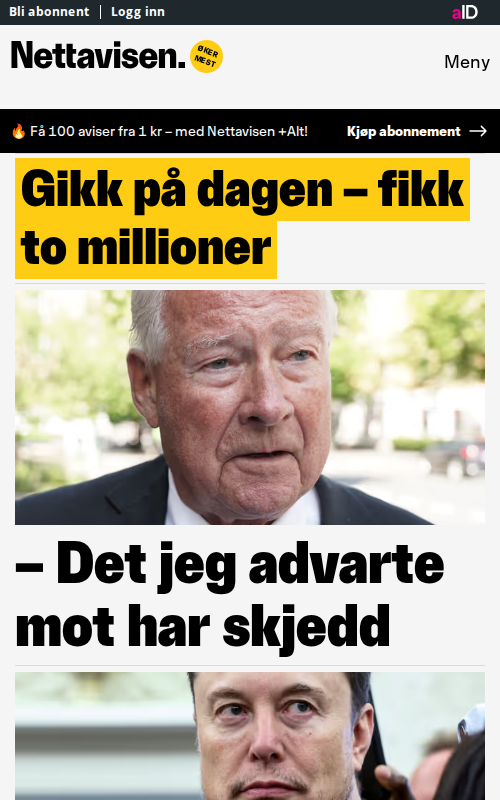 Bli abonnent
Logg inn
aID
Nettavisen.
ØKER
MEST
Meny
🔥 Få 100 aviser fra 1 kr – med Nettavisen +Alt!
Kjøp abonnement →
Gikk på dagen – fikk
to millioner
– Det jeg advarte
mot har skjedd